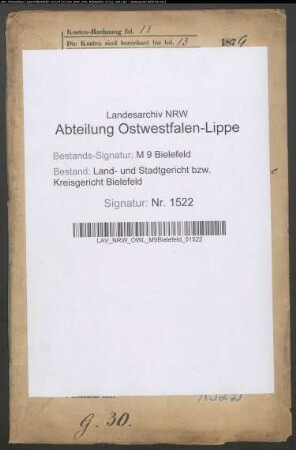 Kosten-Rechnung fol. 13
Die Kosten sind berechnet bis fol. 13 1879
Landesarchiv NRW
Abteilung Ostwestfalen-Lippe
Bestands-Signatur: M 9 Bielefeld
Bestand: Land- und Stadtgericht bzw.
Kreisgericht Bielefeld
Signatur: Nr. 1522
LAV_NRW_OWL_M9Bielefeld_01522
1522
g. 30.